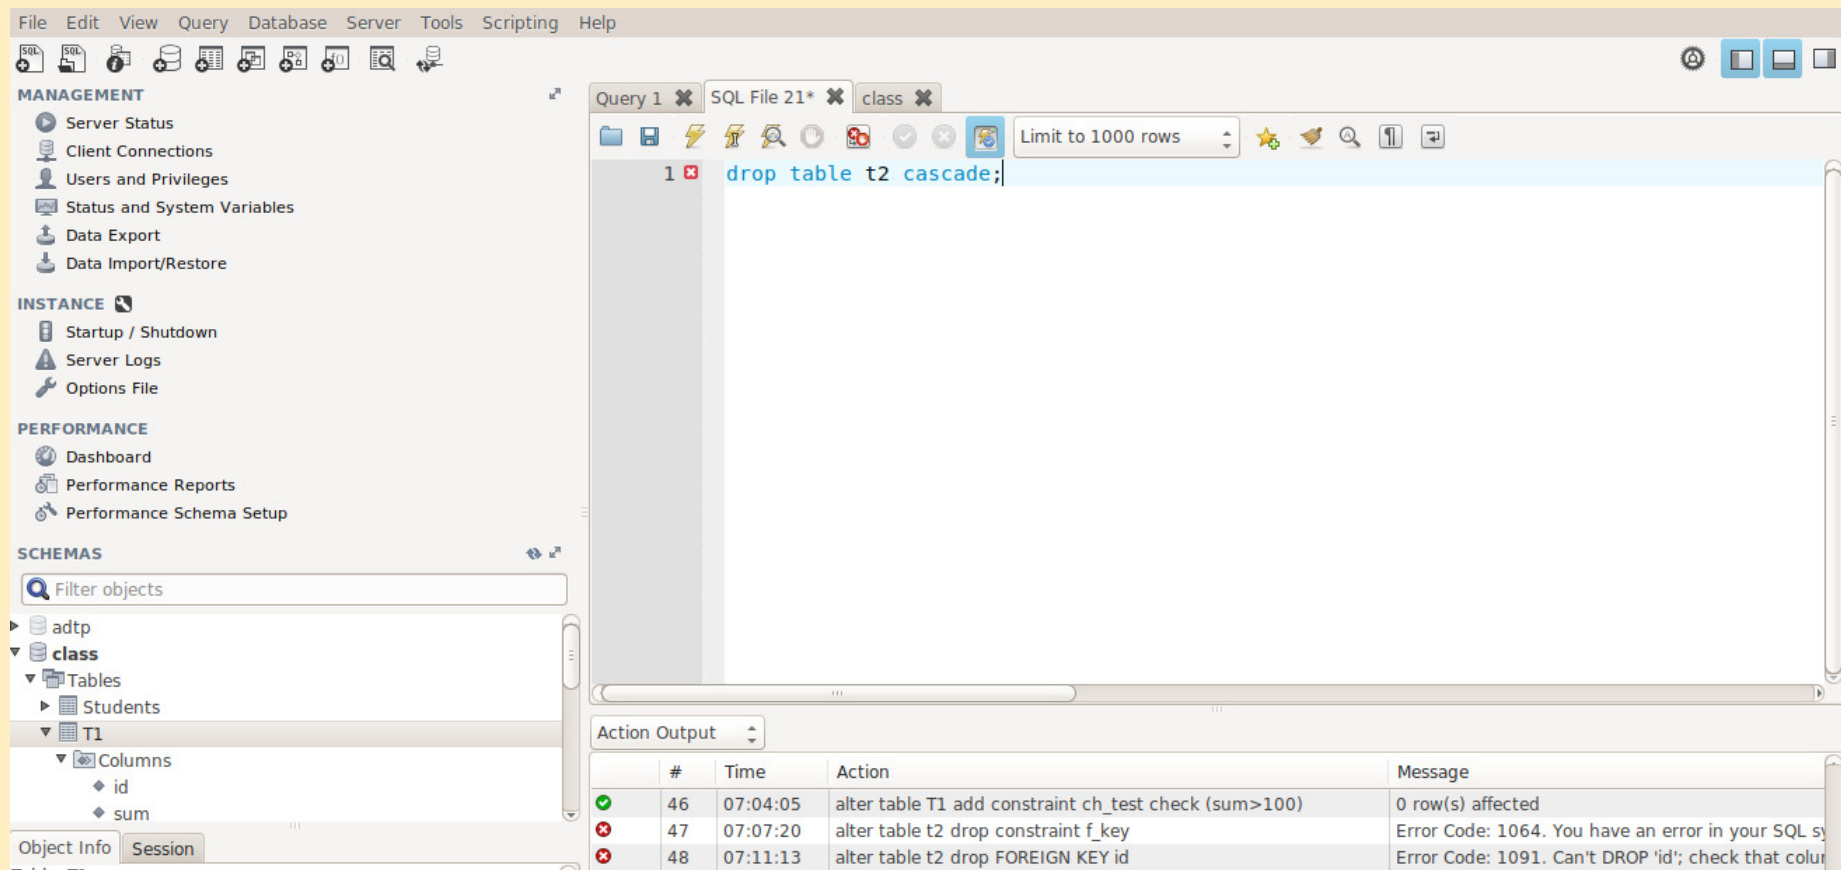 File Edit View Query Database Server Tools Scripting Help
MANAGEMENT
Server Status
Client Connections
Users and Privileges
Status and System Variables
Data Export
Data Import/Restore
INSTANCE
Startup / Shutdown
Server Logs
Options File
PERFORMANCE
Dashboard
Performance Reports
Performance Schema Setup
SCHEMAS
Filter objects
adtp
class
Tables
Students
T1
Columns
id
sum
Object Info Session
Query 1 SQL File 21* class
Limit to 1000 rows
1 drop table t2 cascade;
Action Output
# Time Action Message
46 07:04:05 alter table T1 add constraint ch_test check (sum>100) 0 row(s) affected
47 07:07:20 alter table t2 drop constraint f_key Error Code: 1064. You have an error in your SQL sy
48 07:11:13 alter table t2 drop FOREIGN KEY id Error Code: 1091. Can't DROP 'id'; check that colu